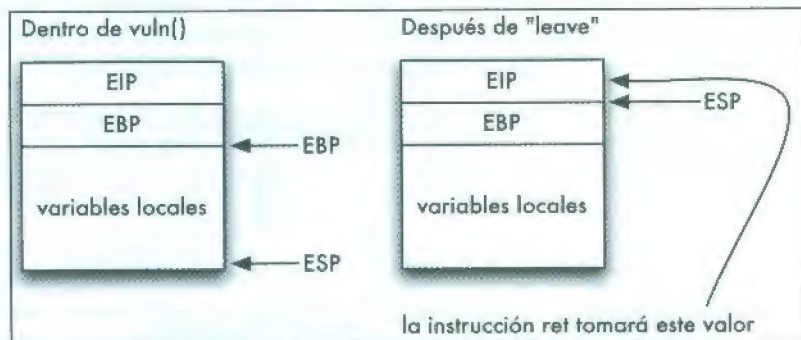 Dentro de vuln()
EIP
EBP
EBP
variables locales
ESP
Después de "leave"
EIP
ESP
EBP
variables locales
la instrucción ret tomará este valor